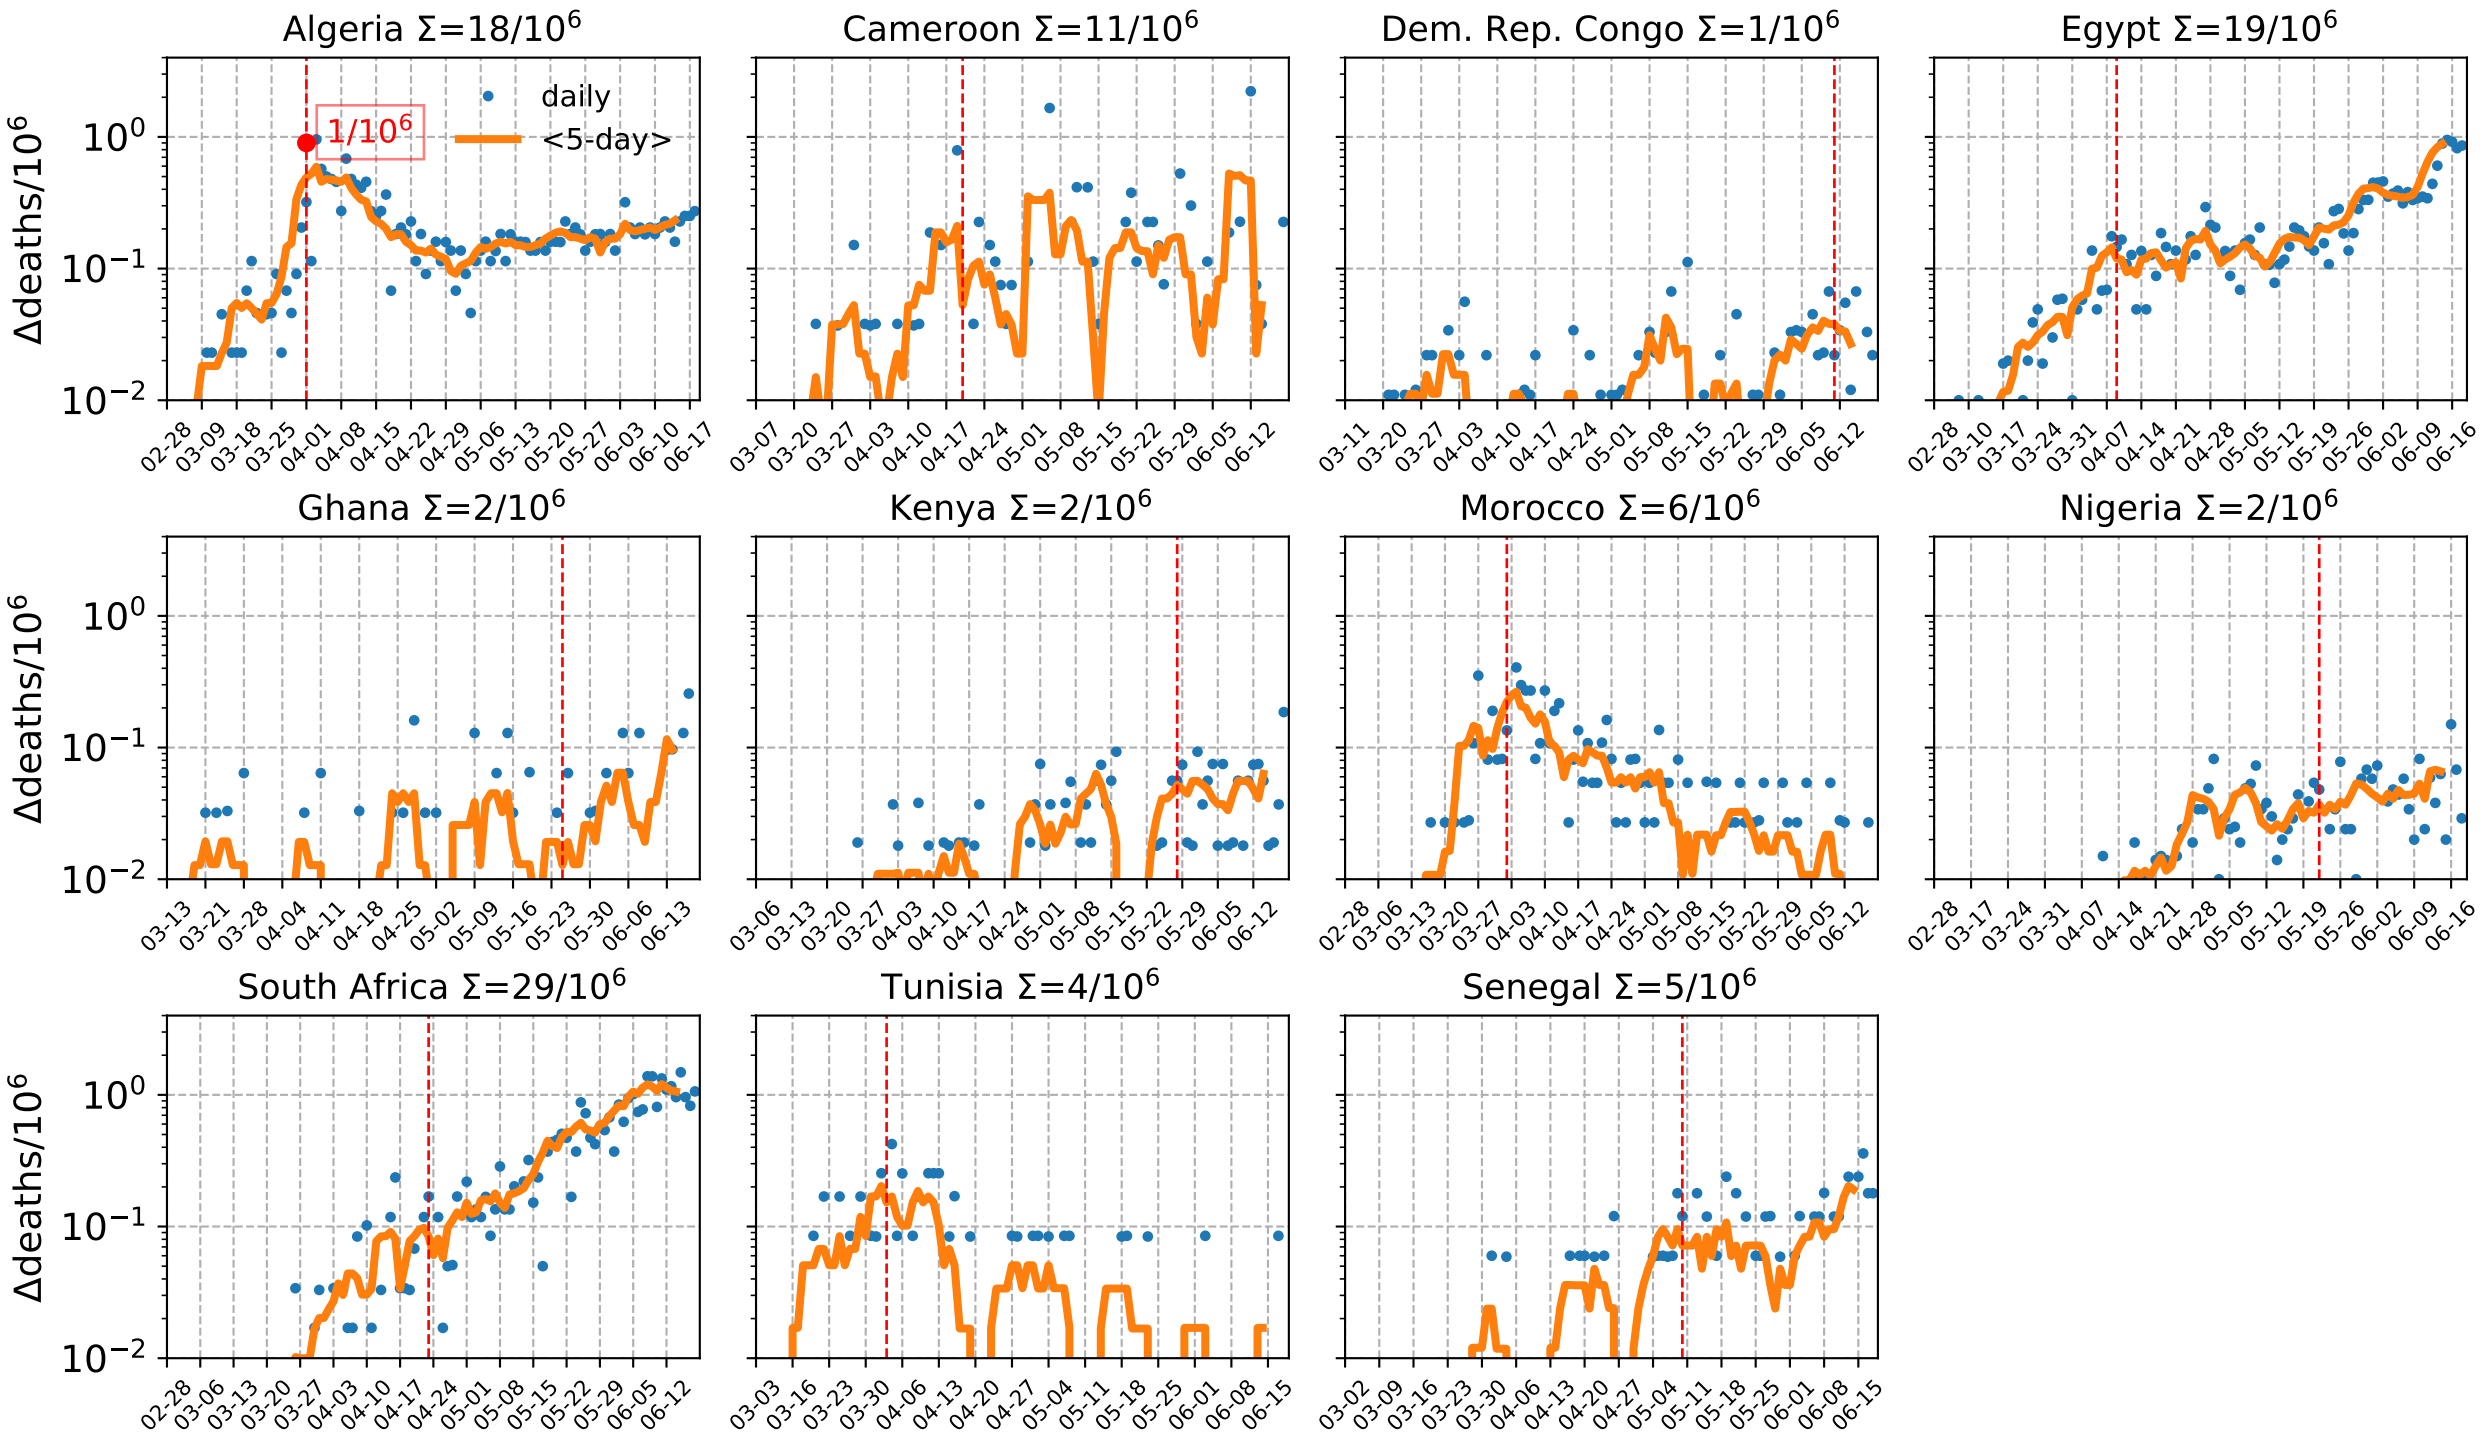 Algeria Σ=18/10⁶
Cameroon Σ=11/10⁶
Dem. Rep. Congo Σ=1/10⁶
Egypt Σ=19/10⁶
Δdeaths/10⁶
10⁰
10⁻¹
10⁻²
1/10⁶
daily
<5-day>
02-28 03-09 03-18 03-25 04-01 04-08 04-15 04-22 04-29 05-06 05-13 05-20 05-27 06-03 06-10 06-17
03-07 03-20 03-27 04-03 04-10 04-17 04-24 05-01 05-08 05-15 05-22 05-29 06-05 06-12
03-11 03-20 03-27 04-03 04-10 04-17 04-24 05-01 05-08 05-15 05-22 05-29 06-05 06-12
02-28 03-10 03-17 03-24 03-31 04-07 04-14 04-21 04-28 05-05 05-12 05-19 05-26 06-02 06-09 06-16
Ghana Σ=2/10⁶
Kenya Σ=2/10⁶
Morocco Σ=6/10⁶
Nigeria Σ=2/10⁶
Δdeaths/10⁶
10⁰
10⁻¹
10⁻²
03-13 03-21 03-28 04-04 04-11 04-18 04-25 05-02 05-09 05-16 05-23 05-30 06-06 06-13
03-06 03-13 03-20 03-27 04-03 04-10 04-17 04-24 05-01 05-08 05-15 05-22 05-29 06-05 06-12
02-28 03-06 03-13 03-20 03-27 04-03 04-10 04-17 04-24 05-01 05-08 05-15 05-22 05-29 06-05 06-12
02-28 03-17 03-24 03-31 04-07 04-14 04-21 04-28 05-05 05-12 05-19 05-26 06-02 06-09 06-16
South Africa Σ=29/10⁶
Tunisia Σ=4/10⁶
Senegal Σ=5/10⁶
Δdeaths/10⁶
10⁰
10⁻¹
10⁻²
02-28 03-06 03-13 03-20 03-27 04-03 04-10 04-17 04-24 05-01 05-08 05-15 05-22 05-29 06-05 06-12
03-03 03-16 03-23 03-30 04-06 04-13 04-20 04-27 05-04 05-11 05-18 05-25 06-01 06-08 06-15
03-02 03-09 03-16 03-23 03-30 04-06 04-13 04-20 04-27 05-04 05-11 05-18 05-25 06-01 06-08 06-15